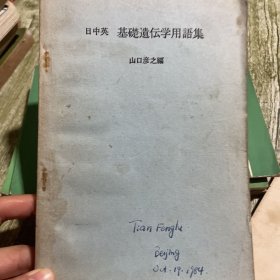 日中英 基礎遺伝学用語集
山口彦之編
Tian Fenghe
Beijing
Oct. 19. 1984